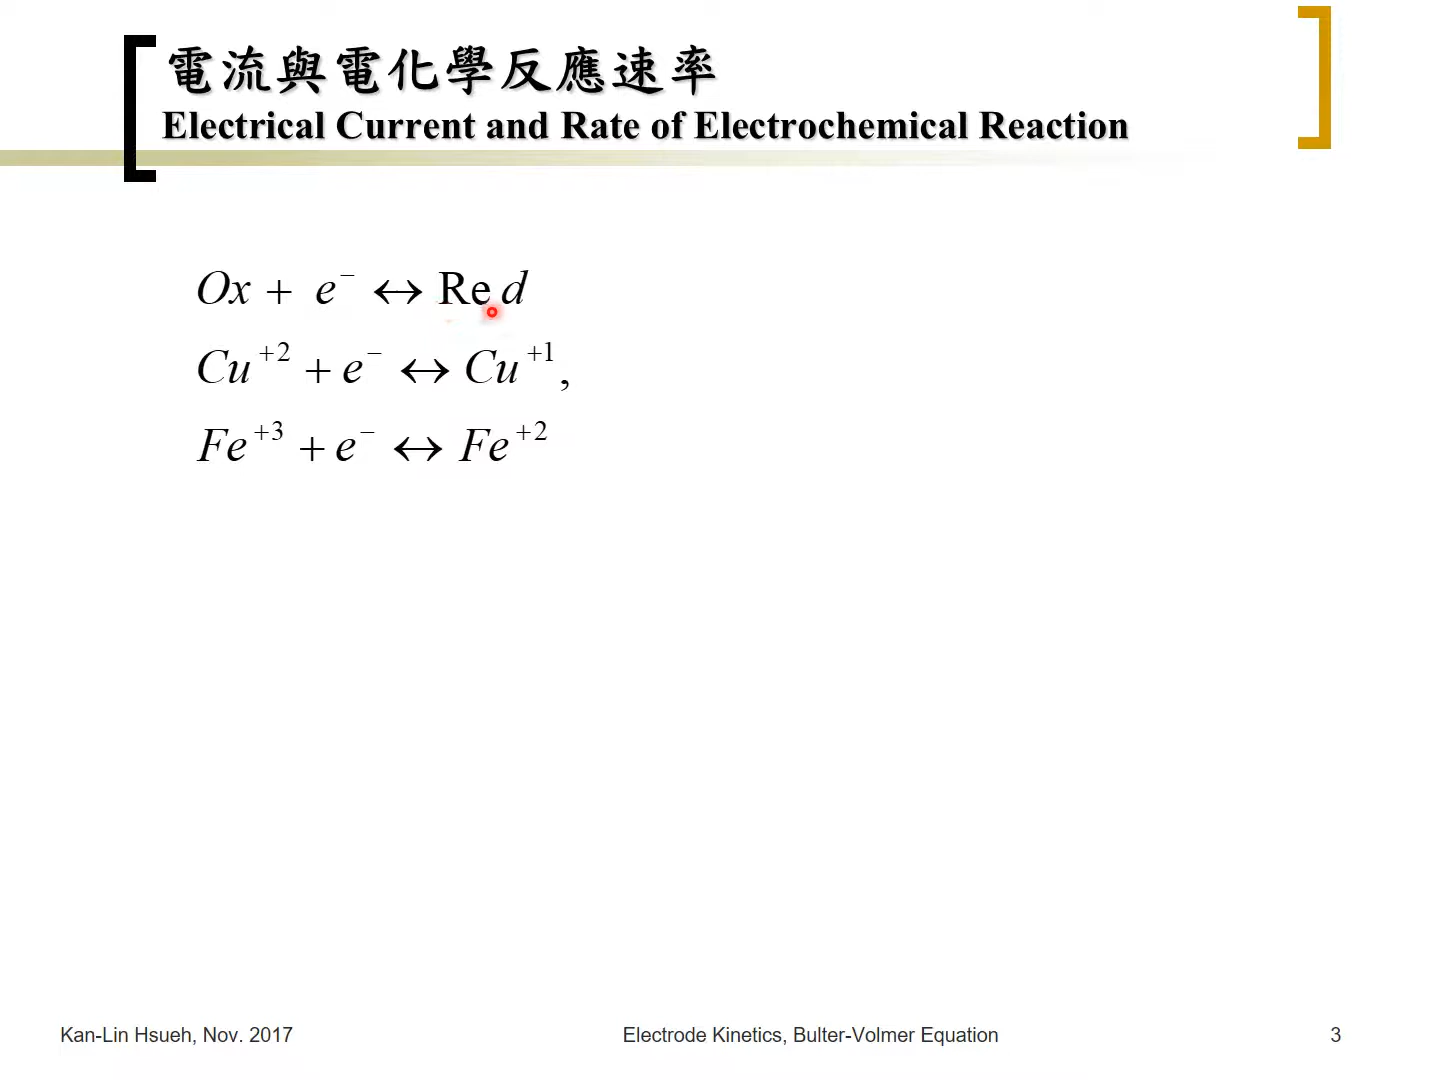 電流與電化學反應速率
Electrical Current and Rate of Electrochemical Reaction
Ox + e⁻ ↔ Red
Cu⁺² + e⁻ ↔ Cu⁺¹,
Fe⁺³ + e⁻ ↔ Fe⁺²
Kan-Lin Hsueh, Nov. 2017
Electrode Kinetics, Bulter-Volmer Equation
3